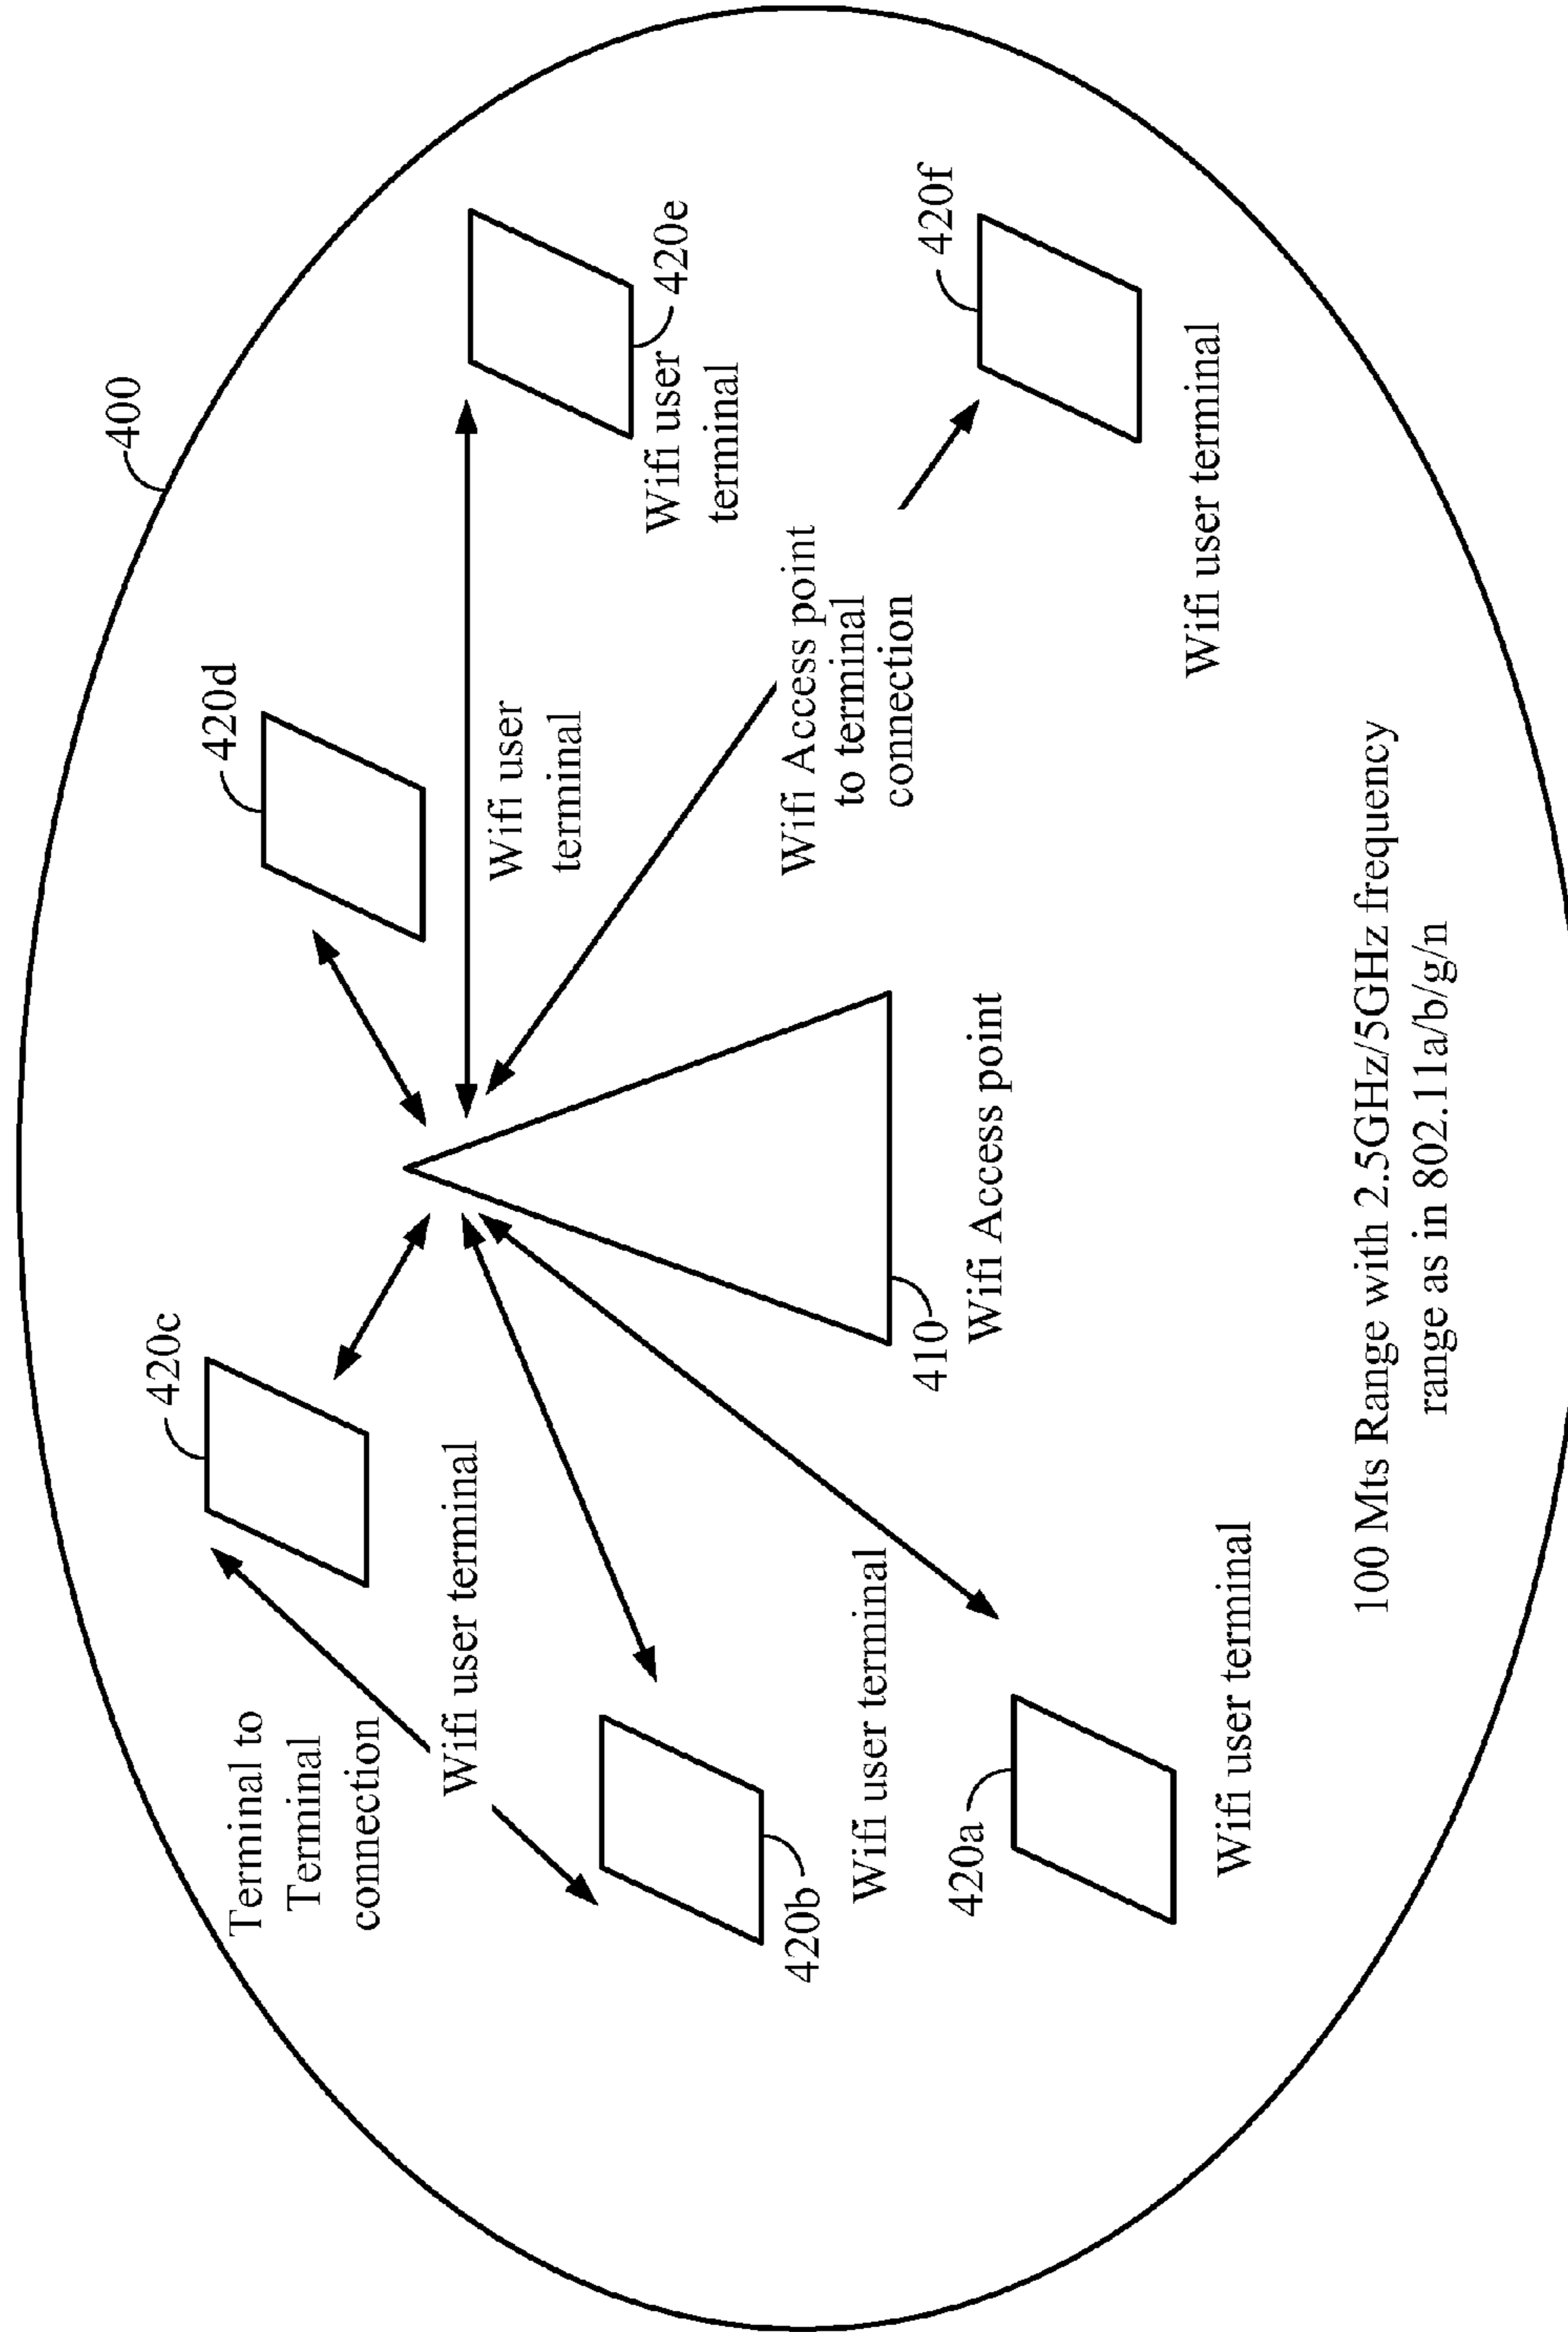 400
420c
420d
Terminal to
Terminal
connection
Wifi user terminal
Wifi user
terminal
420e
Wifi user
terminal
420b
Wifi user terminal
Wifi Access point
to terminal
connection
420f
420a
410
Wifi user terminal
Wifi Access point
Wifi user terminal
100 Mts Range with 2.5GHz/5GHz frequency
range as in 802.11a/b/g/n